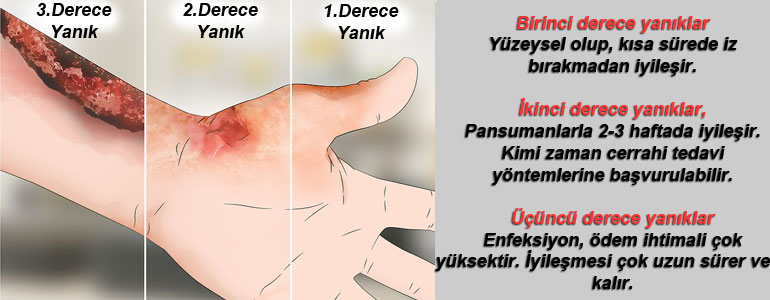 3.Derece
Yanık
2.Derece
Yanık
1.Derece
Yanık
Birinci derece yanıklar
Yüzeysel olup, kısa sürede iz
bırakmadan iyileşir.
İkinci derece yanıklar,
Pansumanlarla 2-3 haftada iyileşir.
Kimi zaman cerrahi tedavi
yöntemlerine başvurulabilir.
Üçüncü derece yanıklar
Enfeksiyon, ödem ihtimali çok
yüksektir. İyileşmesi çok uzun sürer ve
kalır.